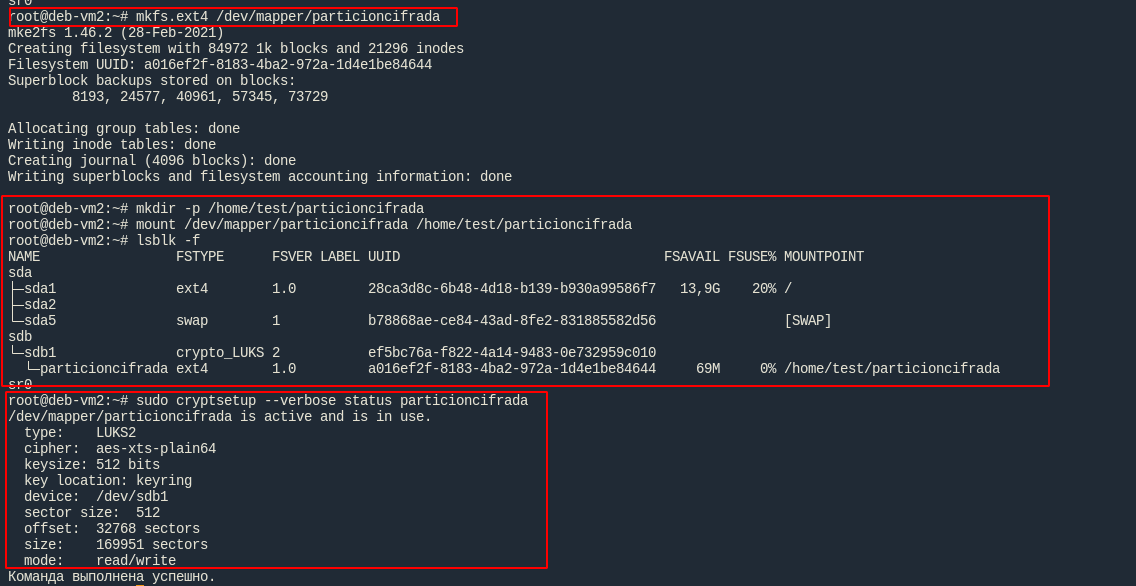 sr0
root@deb-vm2:~# mkfs.ext4 /dev/mapper/particioncifrada
mke2fs 1.46.2 (28-Feb-2021)
Creating filesystem with 84972 1k blocks and 21296 inodes
Filesystem UUID: a016ef2f-8183-4ba2-972a-1d4e1be84644
Superblock backups stored on blocks:
        8193, 24577, 40961, 57345, 73729

Allocating group tables: done
Writing inode tables: done
Creating journal (4096 blocks): done
Writing superblocks and filesystem accounting information: done

root@deb-vm2:~# mkdir -p /home/test/particioncifrada
root@deb-vm2:~# mount /dev/mapper/particioncifrada /home/test/particioncifrada
root@deb-vm2:~# lsblk -f
NAME                 FSTYPE      FSVER LABEL UUID                                 FSAVAIL FSUSE% MOUNTPOINT
sda
├─sda1               ext4        1.0         28ca3d8c-6b48-4d18-b139-b930a99586f7   13,9G    20% /
├─sda2
└─sda5               swap        1           b78868ae-ce84-43ad-8fe2-831885582d56                [SWAP]
sdb
└─sdb1               crypto_LUKS 2           ef5bc76a-f822-4a14-9483-0e732959c010
  └─particioncifrada ext4        1.0         a016ef2f-8183-4ba2-972a-1d4e1be84644     69M     0% /home/test/particioncifrada
sr0
root@deb-vm2:~# sudo cryptsetup --verbose status particioncifrada
/dev/mapper/particioncifrada is active and is in use.
  type:    LUKS2
  cipher:  aes-xts-plain64
  keysize: 512 bits
  key location: keyring
  device:  /dev/sdb1
  sector size:  512
  offset:  32768 sectors
  size:    169951 sectors
  mode:    read/write
Команда выполнена успешно.